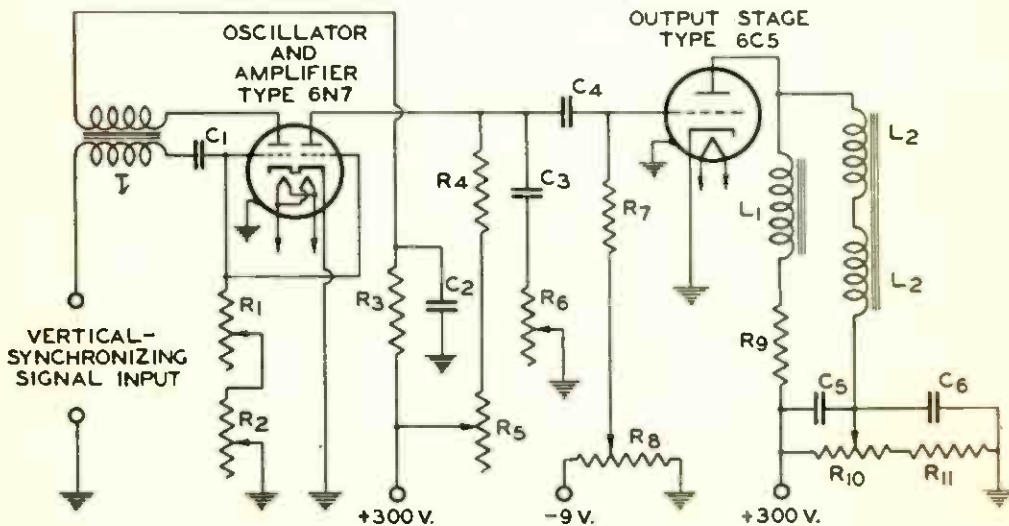 OSCILLATOR
AND
AMPLIFIER
TYPE 6N7
OUTPUT STAGE
TYPE 6C5
C1
C4
L2
1
R4
C3
R7
L1
L2
R1
R3
C2
R6
R9
VERTICAL-
SYNCHRONIZING
SIGNAL INPUT
C5
C6
R2
R5
R8
R10
R11
+300 V.
-9 V.
+300 V.